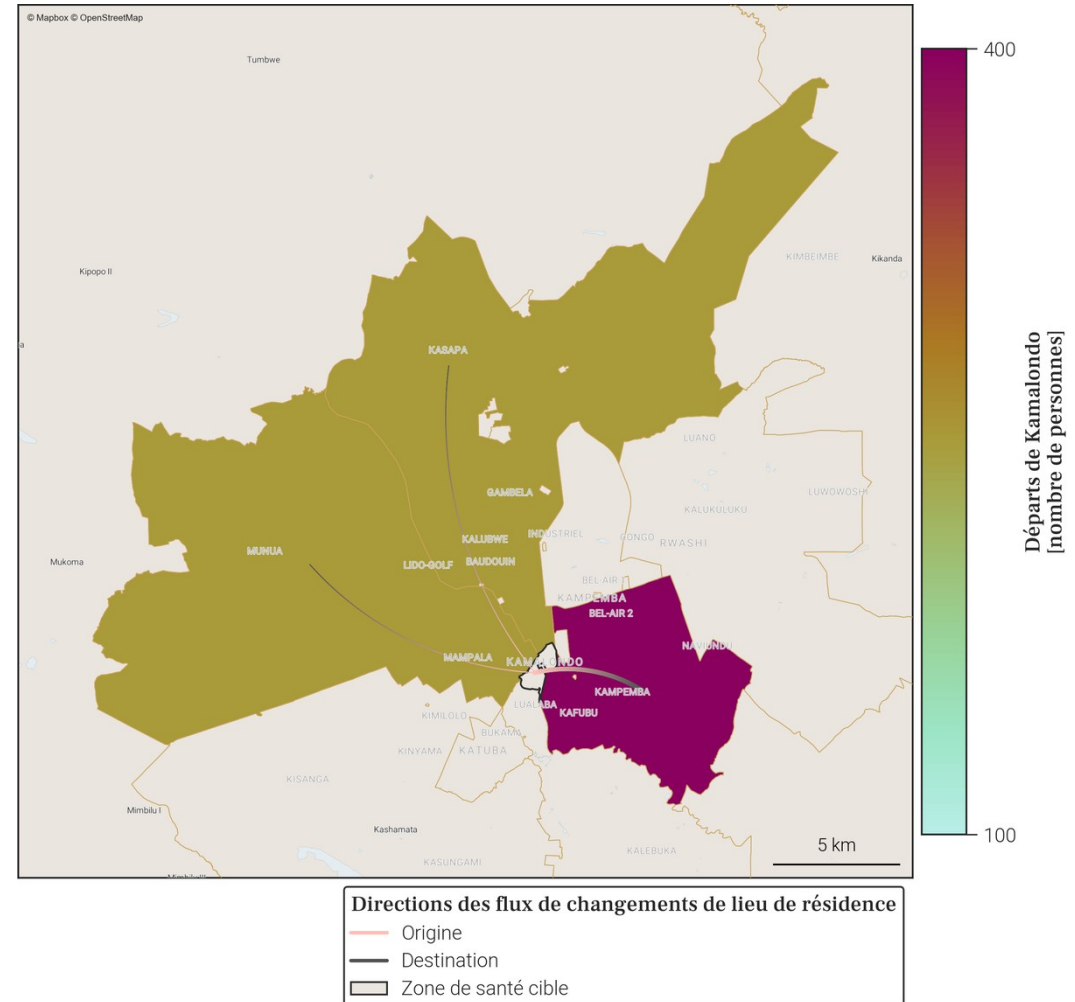 © Mapbox © OpenStreetMap
Tumbwe
400
KIMBEIMBE
Kikanda
Kipopo II
KASAPA
LUANO
GAMBELA
LUWOWOSHI
KALUKULUKU
INDUSTRIEL
KALUBWE
CONGO
RWASHI
MUNUA
Mukoma
LIDO-GOLF
BAUDOUIN
BEL-AIR 1
KAMPEMBA
BEL-AIR 2
NAVIUNDU
MAMPALA
KAMALONDO
KAMPEMBA
LUALABA
KAFUBU
KIMILOLO
BUKAMA
KINYAMA
KATUBA
KISANGA
Mimbilu I
Kashamata
KASUNGAMI
KALEBUKA
5 km
100
Départs de Kamalondo
[nombre de personnes]
Directions des flux de changements de lieu de résidence
Origine
Destination
Zone de santé cible